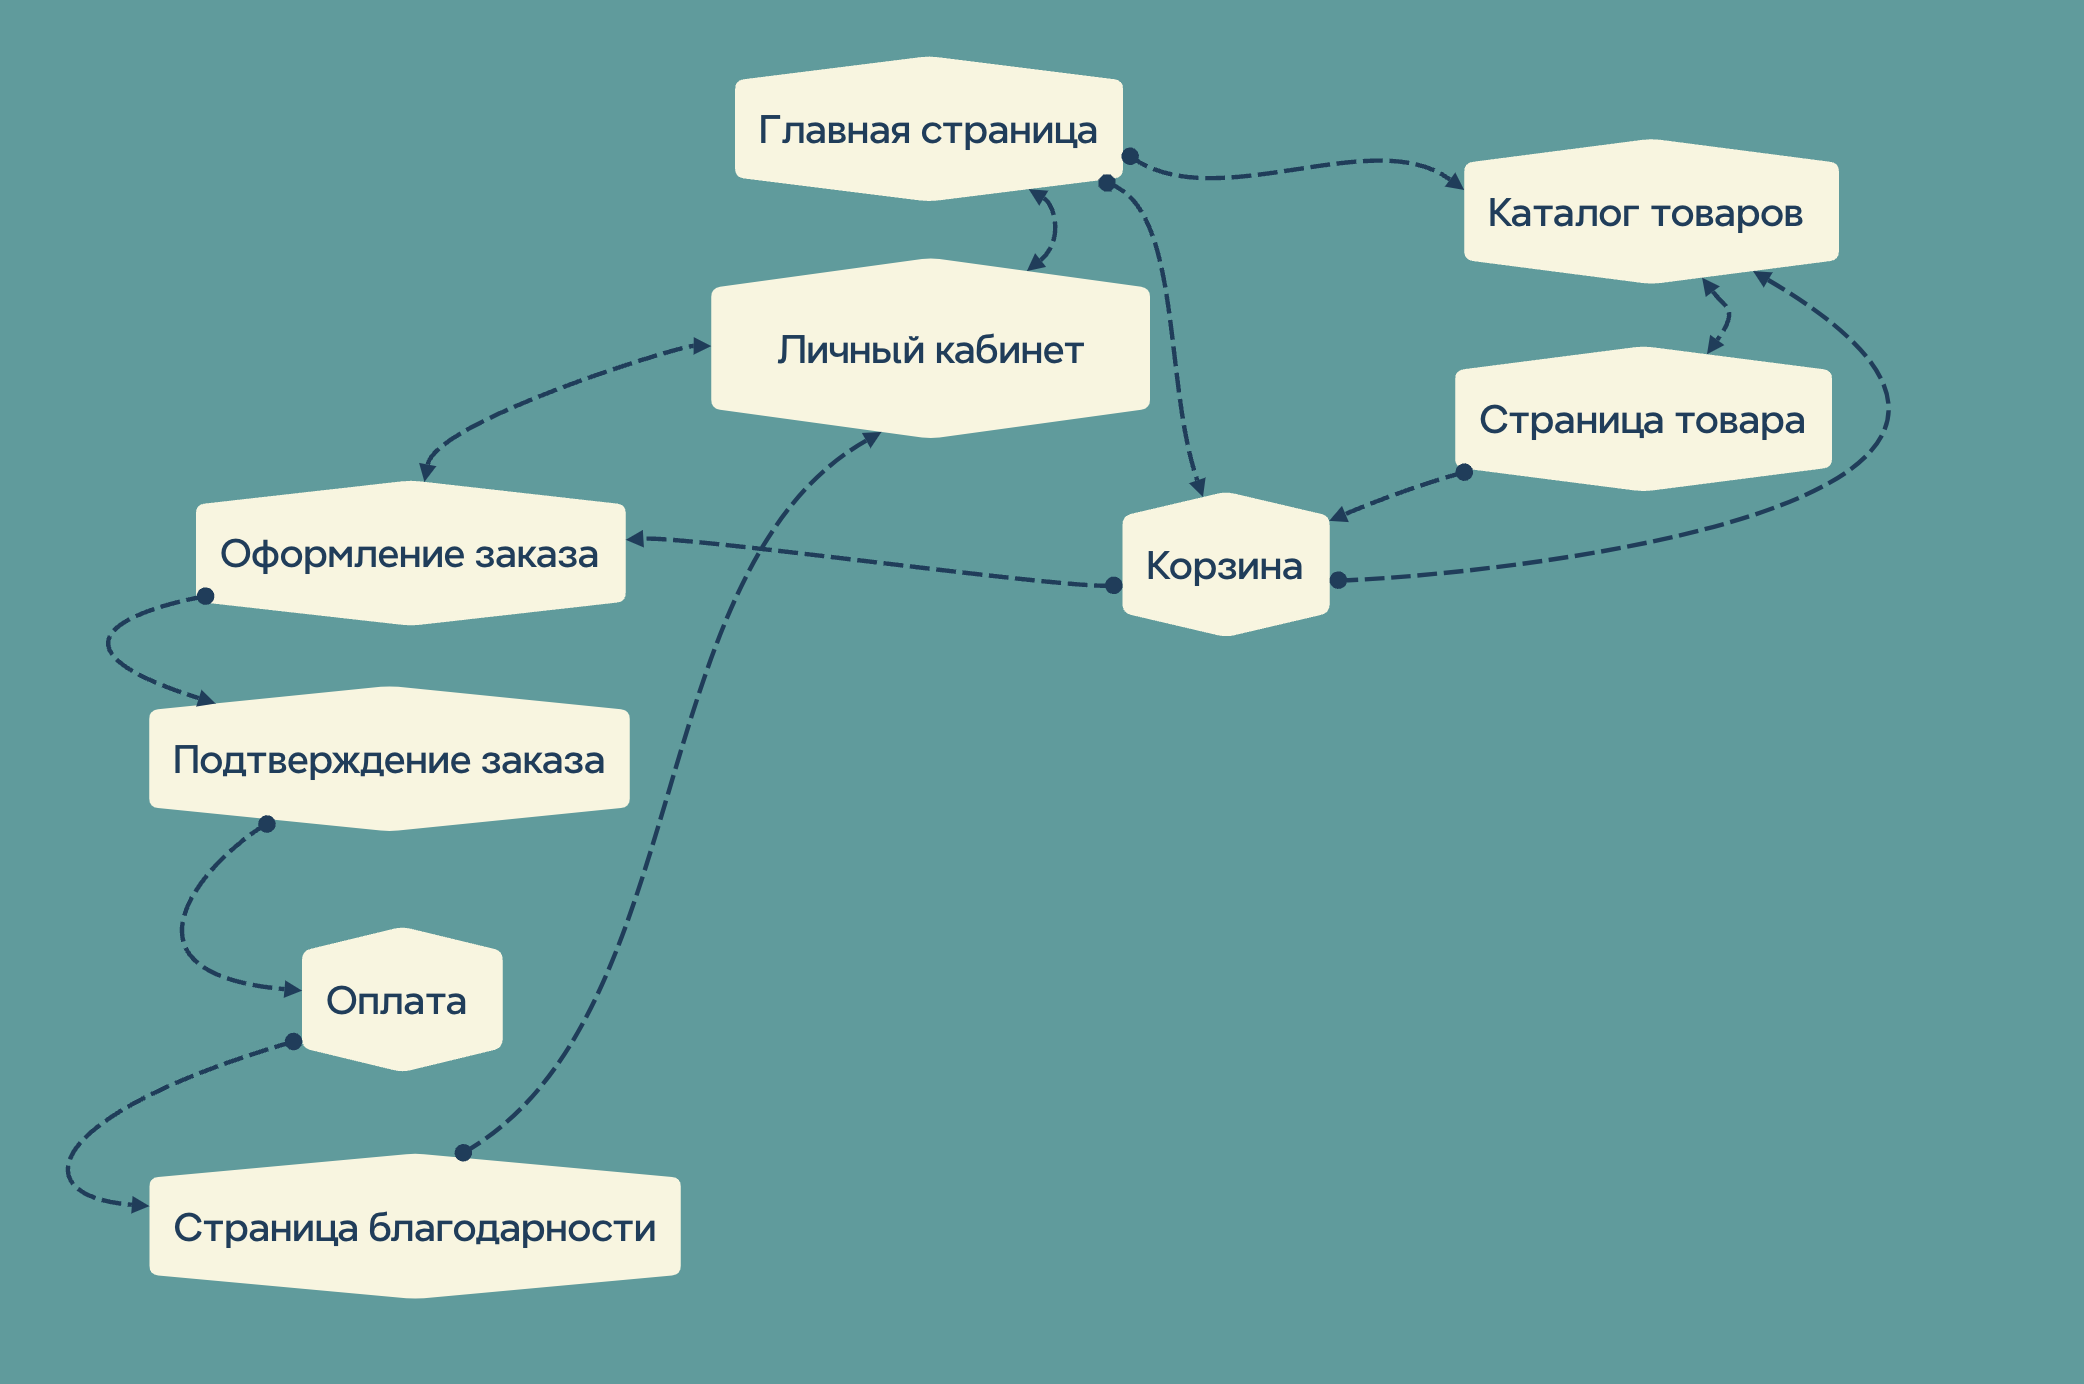 Главная страница
Каталог товаров
Личный кабинет
Страница товара
Оформление заказа
Корзина
Подтверждение заказа
Оплата
Страница благодарности